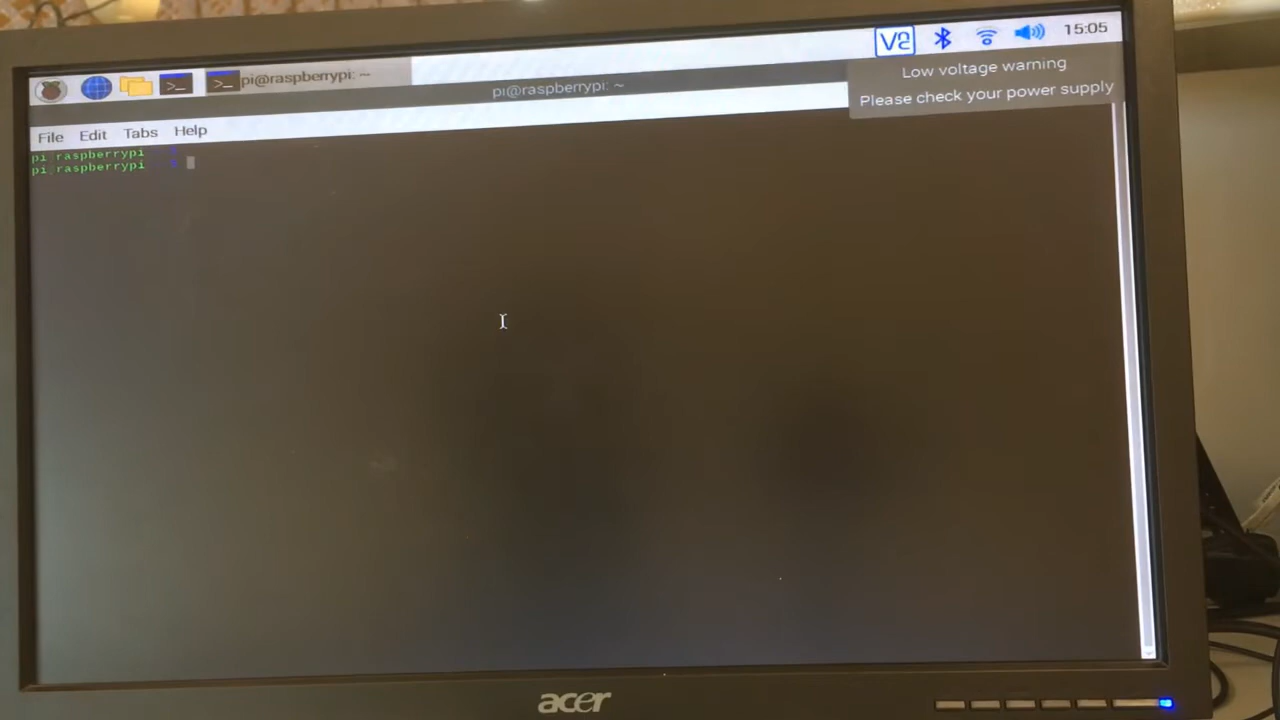 V2 15:05
pi@raspberrypi: ~
Low voltage warning
Please check your power supply
pi@raspberrypi: ~
File Edit Tabs Help
pi raspberrypi
pi raspberrypi
acer